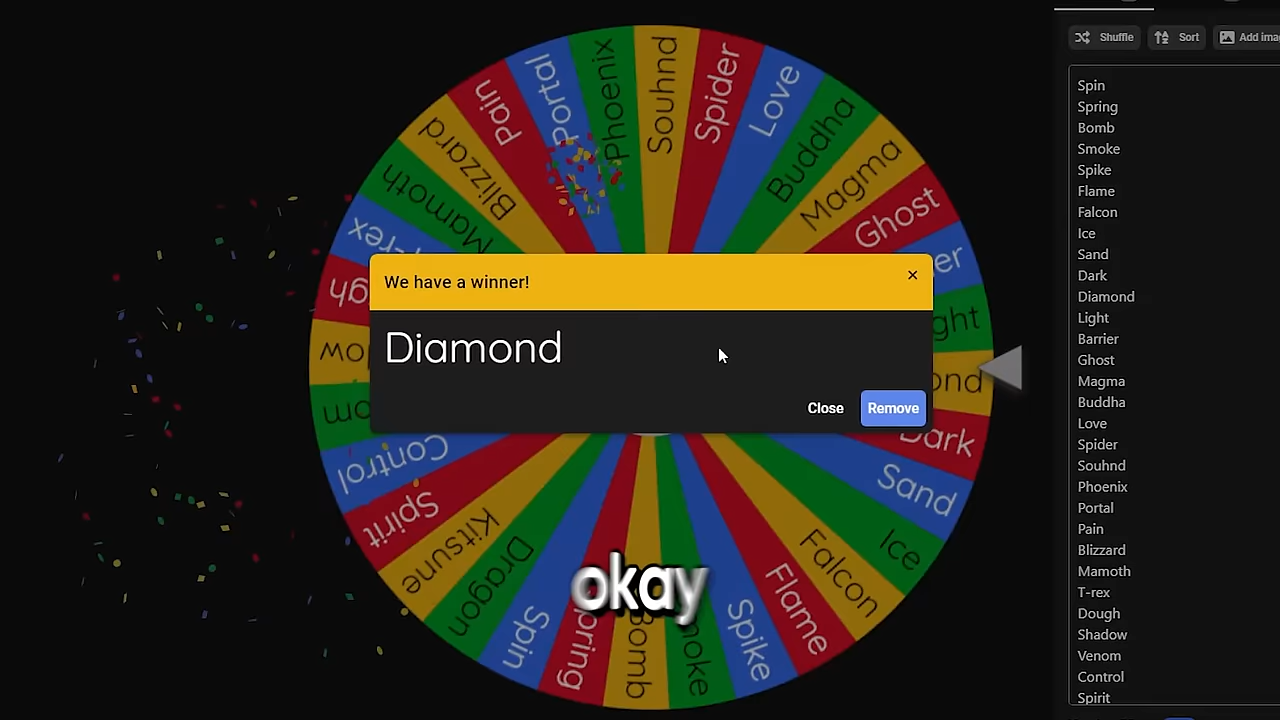 Shuffle
Sort
Add
Spin
Spring
Bomb
Smoke
Spike
Flame
Falcon
Ice
Sand
Dark
Diamond
Light
Barrier
Ghost
Magma
Buddha
Love
Spider
Souhnd
Phoenix
Portal
Pain
Blizzard
Mamoth
T-rex
Dough
Shadow
Venom
Control
Spirit
We have a winner!
×
Diamond
Close
Remove
Souhnd
Spider
Love
Buddha
Magma
Ghost
Dark
Sand
Ice
Falcon
Flame
Spike
Bomb
Spin
Dragon
Kitsune
Spirit
Control
T-rex
Mamoth
Blizzard
Pain
Portal
Phoenix
okay